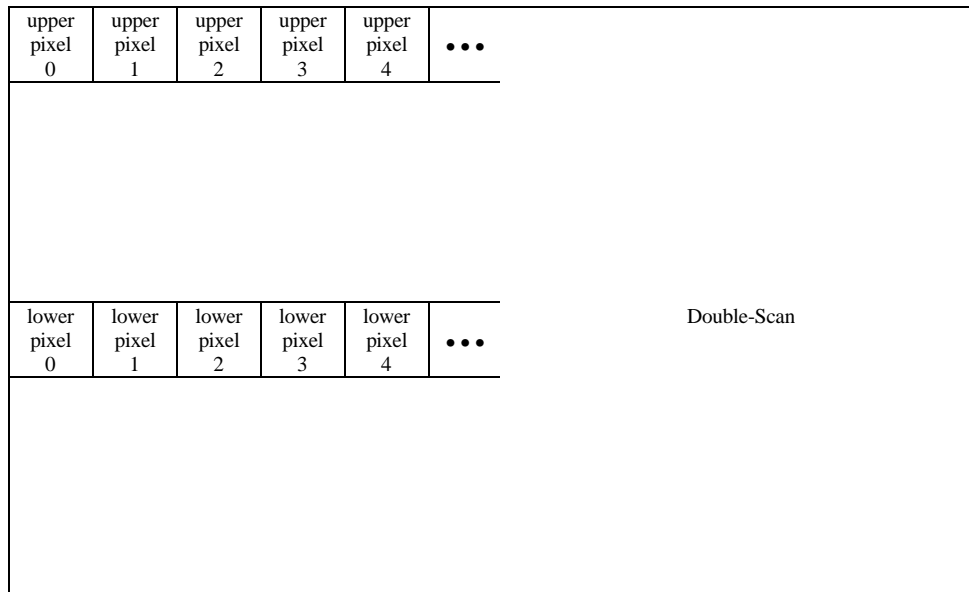 upper upper upper upper upper
pixel pixel pixel pixel pixel •••
0 1 2 3 4
lower lower lower lower lower Double-Scan
pixel pixel pixel pixel pixel •••
0 1 2 3 4